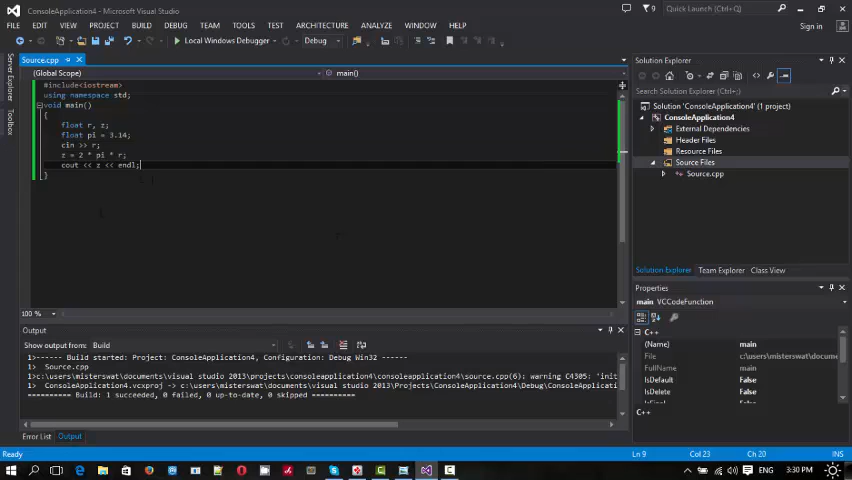 ConsoleApplication4 - Microsoft Visual Studio
9
Quick Launch (Ctrl+Q)
FILE EDIT VIEW PROJECT BUILD DEBUG TEAM TOOLS TEST ARCHITECTURE ANALYZE WINDOW HELP
Sign in
Local Windows Debugger
Debug
Server Explorer
Toolbox
Source.cpp
(Global Scope)
main()
#include<iostream>
using namespace std;
void main()
{
float r, z;
float pi = 3.14;
cin >> r;
z = 2 * pi * r;
cout << z << endl;
}
100 %
Solution Explorer
Search Solution Explorer (Ctrl+;)
Solution 'ConsoleApplication4' (1 project)
ConsoleApplication4
External Dependencies
Header Files
Resource Files
Source Files
Source.cpp
Solution Explorer Team Explorer Class View
Properties
main VCCodeFunction
C++
(Name) main
File c:\users\misterswat\docume
FullName main
IsDefault False
IsDelete False
False
C++
Output
Show output from: Build
1>------ Build started: Project: ConsoleApplication4, Configuration: Debug Win32 ------
1> Source.cpp
1>c:\users\misterswat\documents\visual studio 2013\projects\consoleapplication4\consoleapplication4\source.cpp(6): warning C4305: 'init
1> ConsoleApplication4.vcxproj -> c:\users\misterswat\documents\visual studio 2013\Projects\ConsoleApplication4\Debug\ConsoleApplicati
========== Build: 1 succeeded, 0 failed, 0 up-to-date, 0 skipped ==========
Error List Output
Ready
Ln 9 Col 23 Ch 20 INS
ENG 3:30 PM